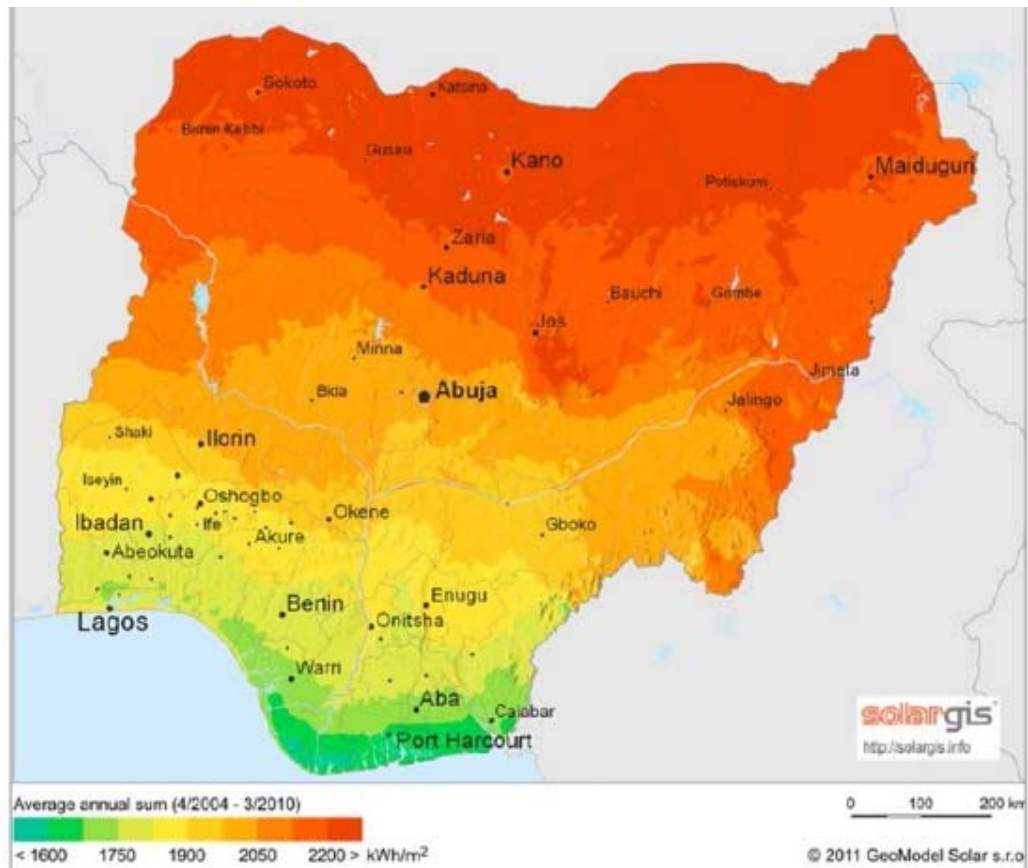 Sokoto
Katsina
Birnin Kebbi
Gusau
Kano
Maiduguri
Potiskum
Zaria
Kaduna
Bauchi
Gombe
Jos
Minna
Jimeta
Bida
Abuja
Jalingo
Shaki
Ilorin
Iseyin
Oshogbo
Okene
Ibadan
Ife
Gboko
Akure
Abeokuta
Benin
Enugu
Lagos
Onitsha
Warri
Aba
Calabar
Port Harcourt
solargis
http://solargis.info
Average annual sum (4/2004 - 3/2010)
0 100 200 km
< 1600 1750 1900 2050 2200 > kWh/m²
© 2011 GeoModel Solar s.r.o